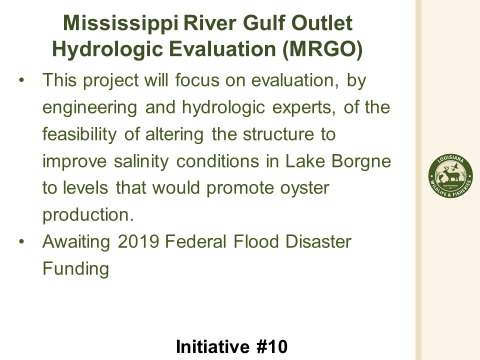 Mississippi River Gulf Outlet
Hydrologic Evaluation (MRGO)
• This project will focus on evaluation, by
engineering and hydrologic experts, of the
feasibility of altering the structure to
improve salinity conditions in Lake Borgne
to levels that would promote oyster
production.
• Awaiting 2019 Federal Flood Disaster
Funding
LOUISIANA
WILDLIFE & FISHERIES
Initiative #10